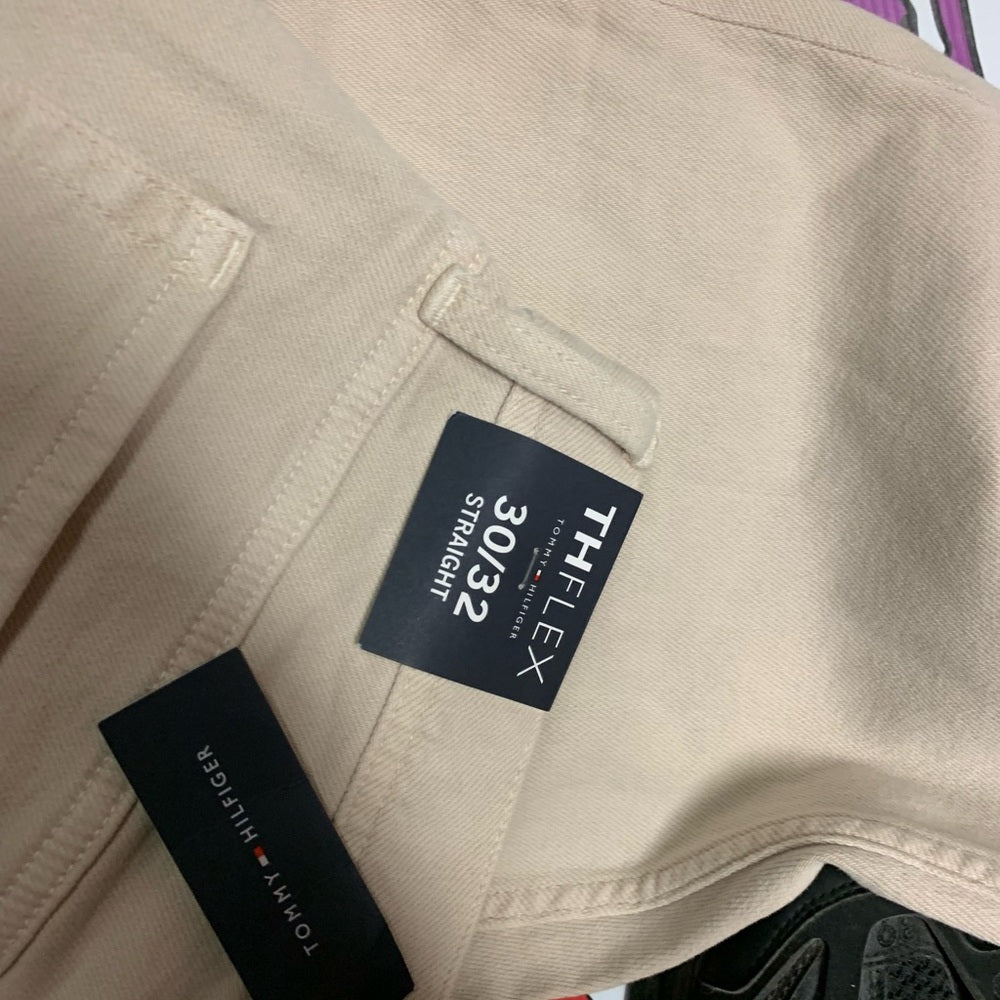 THFLEX
TOMMY HILFIGER
30/32
STRAIGHT
TOMMY HILFIGER